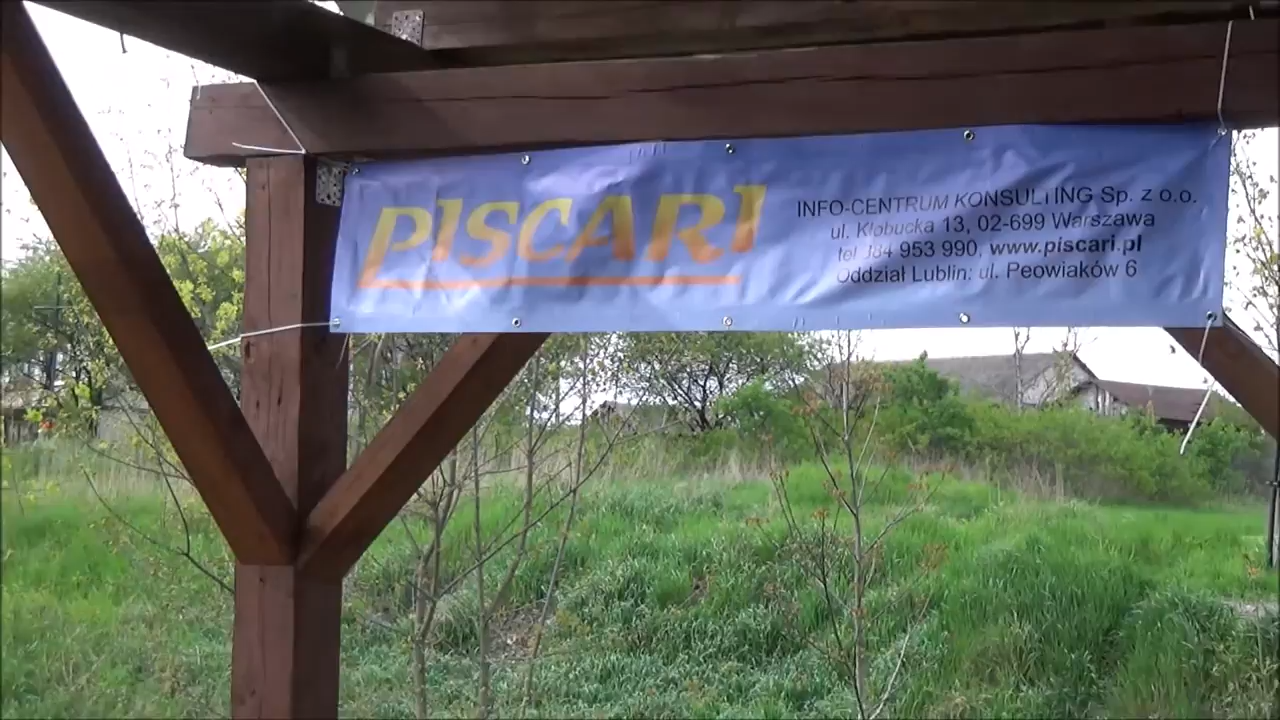 PISCARI
INFO-CENTRUM KONSULTING Sp. z o.o.
ul. Kłobucka 13, 02-699 Warszawa
tel 953 990, www.piscari.pl
Oddział Lublin: ul. Peowiaków 6